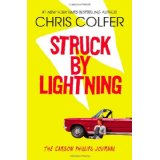 #1 NEW YORK TIMES BESTSELLING AUTHOR
CHRIS COLFER
STRUCK BY
LIGHTNING
THE CARSON PHILLIPS JOURNAL